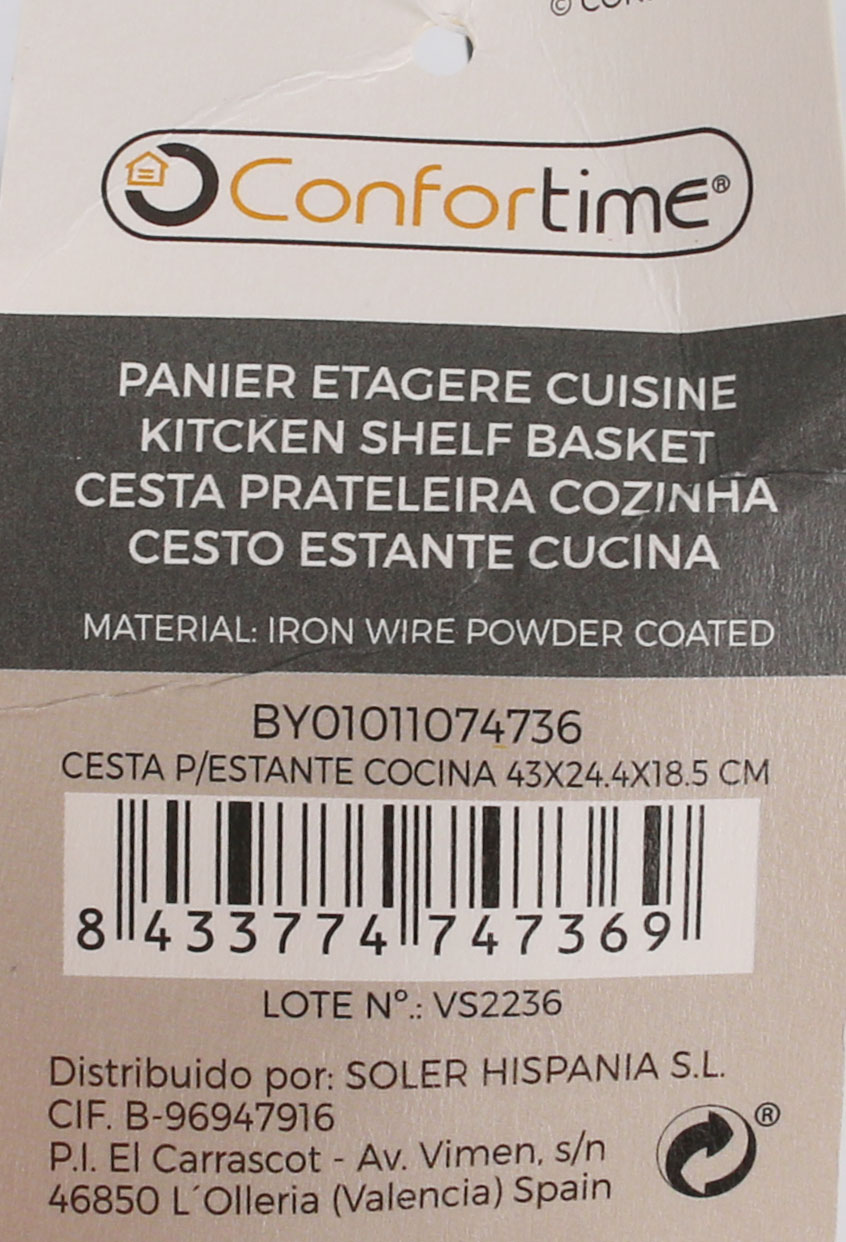 Confortime®
PANIER ETAGERE CUISINE
KITCKEN SHELF BASKET
CESTA PRATELEIRA COZINHA
CESTO ESTANTE CUCINA
MATERIAL: IRON WIRE POWDER COATED
BY01011074736
CESTA P/ESTANTE COCINA 43X24.4X18.5 CM
8 433774 747369
LOTE Nº.: VS2236
Distribuido por: SOLER HISPANIA S.L.
CIF. B-96947916
P.I. El Carrascot - Av. Vimen, s/n
46850 L´Olleria (Valencia) Spain
®